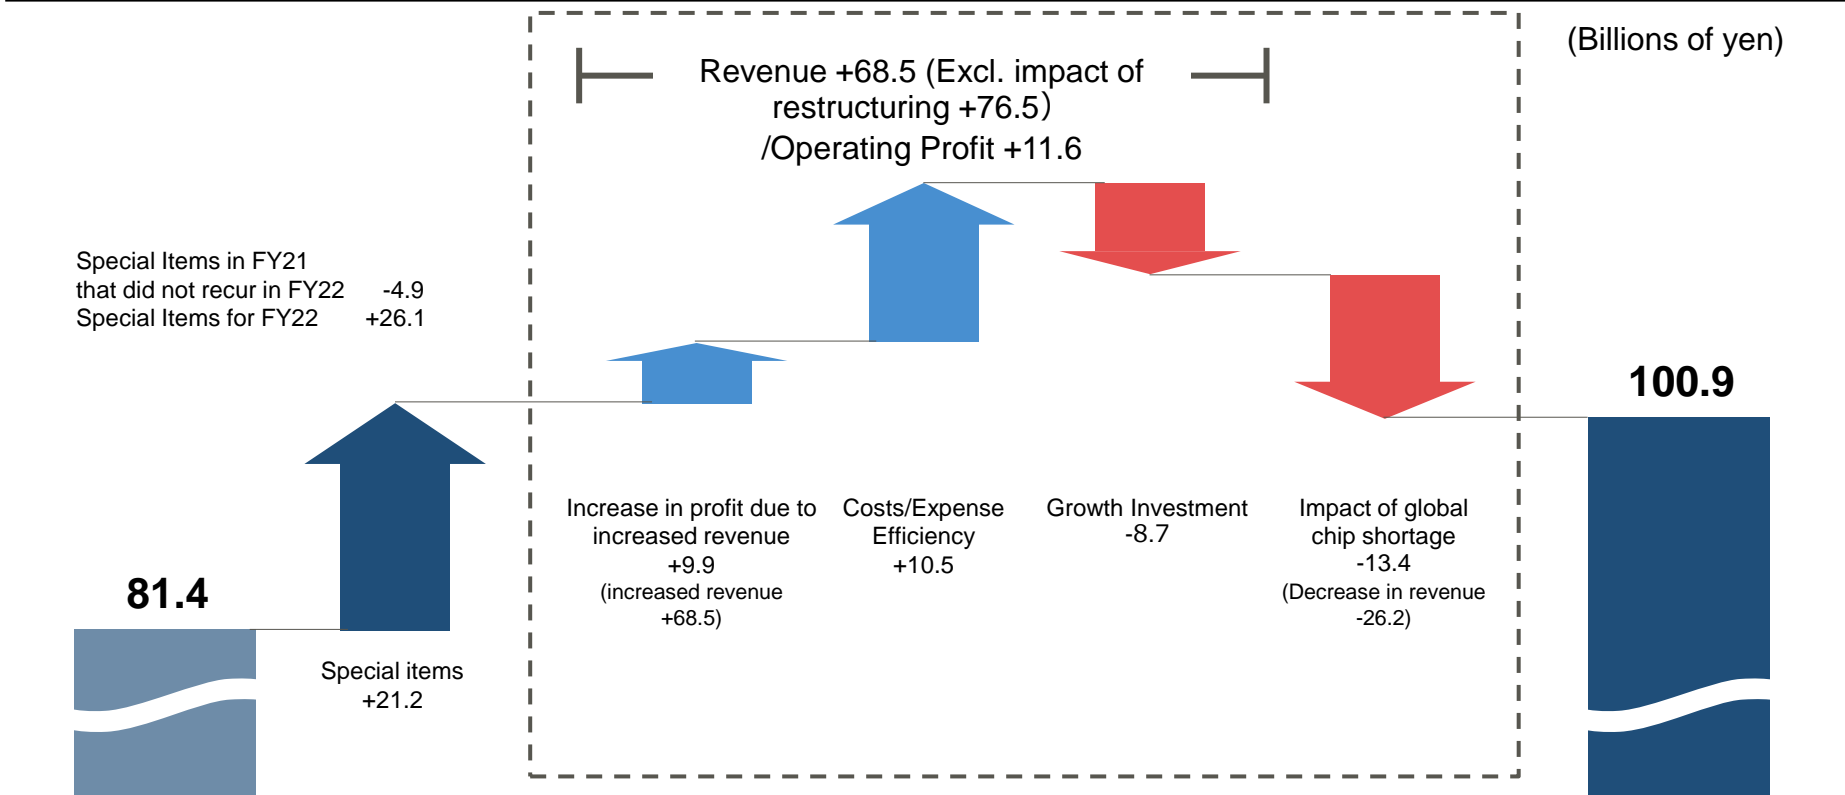 (Billions of yen)
Revenue +68.5 (Excl. impact of
restructuring +76.5)
/Operating Profit +11.6
Special Items in FY21
that did not recur in FY22 -4.9
Special Items for FY22 +26.1
81.4
Special items
+21.2
Increase in profit due to
increased revenue
+9.9
(increased revenue
+68.5)
Costs/Expense
Efficiency
+10.5
Growth Investment
-8.7
Impact of global
chip shortage
-13.4
(Decrease in revenue
-26.2)
100.9